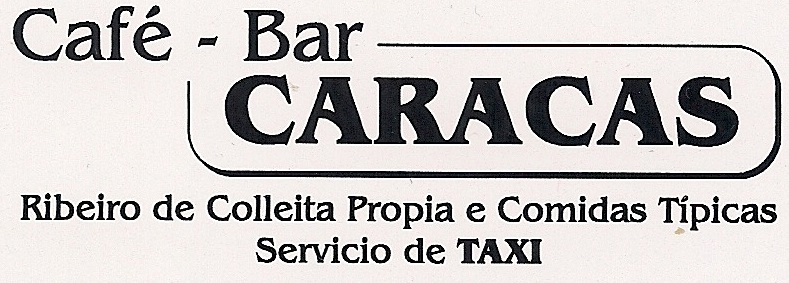 Café - Bar
CARACAS
Ribeiro de Colleita Propia e Comidas Típicas
Servicio de TAXI